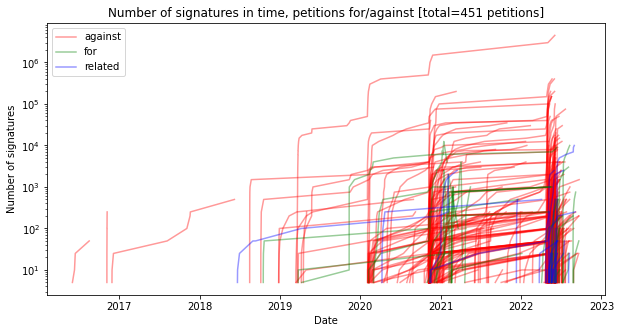 Number of signatures in time, petitions for/against [total=451 petitions]
against
for
related
Number of signatures
10⁶
10⁵
10⁴
10³
10²
10¹
2017 2018 2019 2020 2021 2022 2023
Date